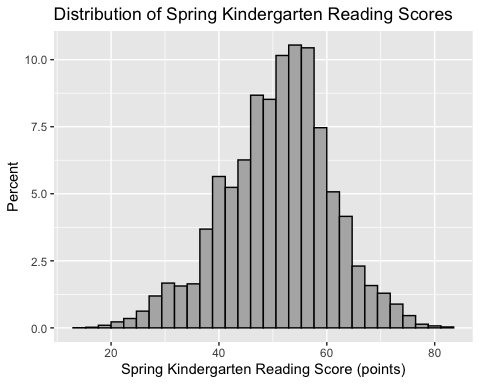 Distribution of Spring Kindergarten Reading Scores
10.0
7.5
5.0
2.5
0.0
Percent
20 40 60 80
Spring Kindergarten Reading Score (points)